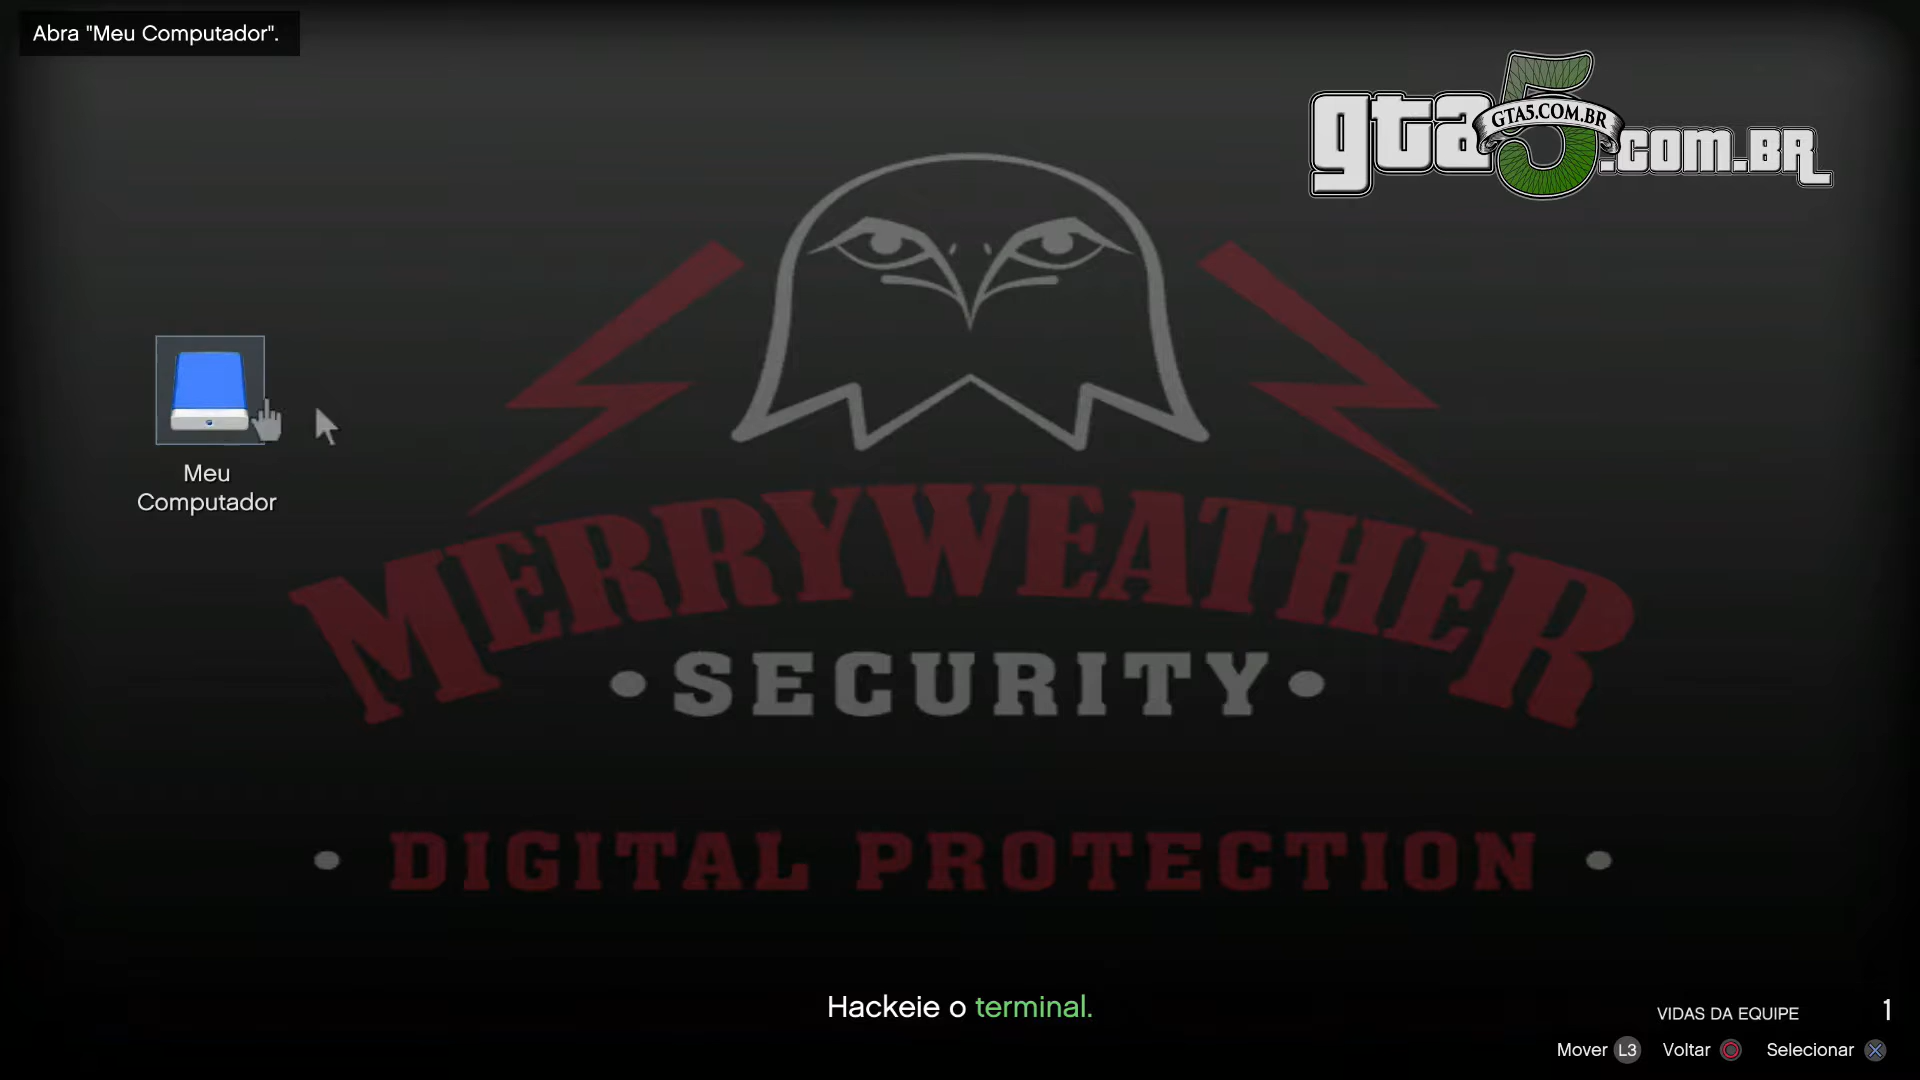 Abra "Meu Computador".
gta5.com.BR
GTA5.COM.BR
Meu
Computador
MERRYWEATHER
•SECURITY•
• DIGITAL PROTECTION •
Hackeie o terminal.
VIDAS DA EQUIPE 1
Mover L3 Voltar Selecionar